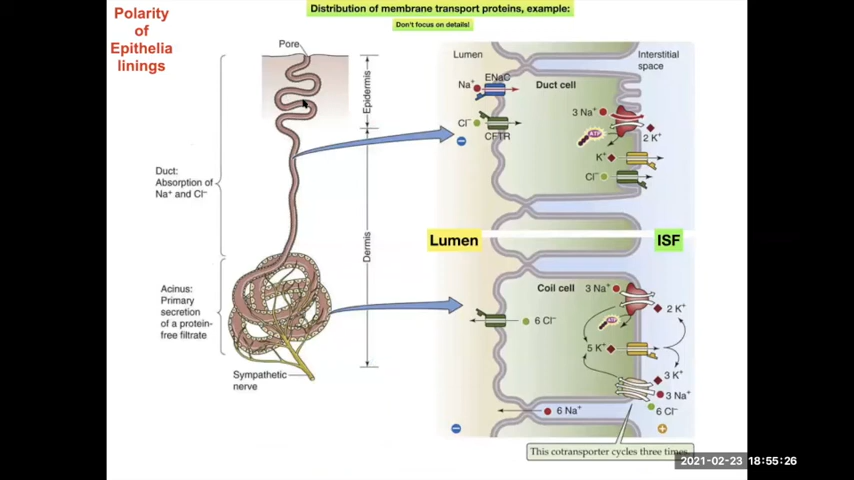 Polarity
of
Epithelia
linings
Distribution of membrane transport proteins, example:
Don't focus on details!
Pore
Epidermis
Dermis
Duct:
Absorption of
Na⁺ and Cl⁻
Acinus:
Primary
secretion
of a protein-
free filtrate
Sympathetic
nerve
Lumen
Interstitial
space
Na⁺
ENaC
Duct cell
Cl⁻
CFTR
3 Na⁺
ATP
2 K⁺
K⁺
Cl⁻
Lumen
ISF
Coil cell
3 Na⁺
2 K⁺
6 Cl⁻
5 K⁺
3 K⁺
3 Na⁺
6 Cl⁻
6 Na⁺
This cotransporter cycles three times.
2021-02-23 18:55:26